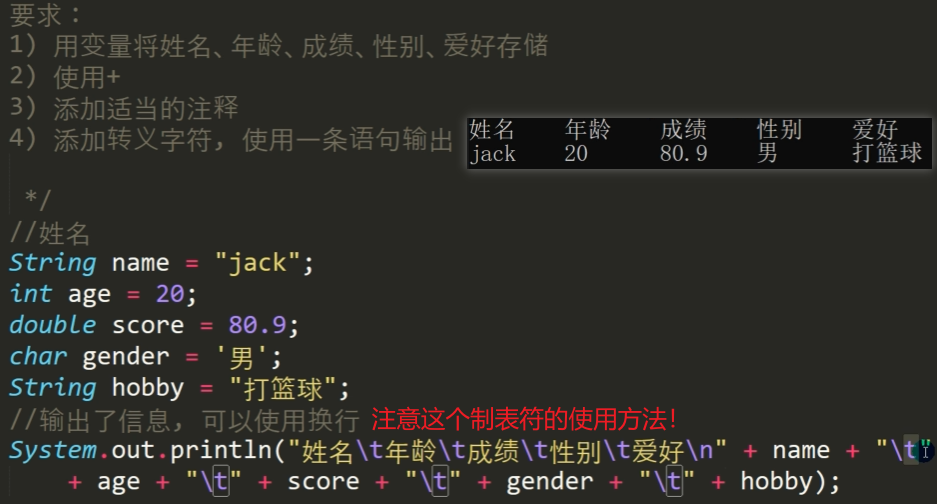 要求：
1) 用变量将姓名、年龄、成绩、性别、爱好存储
2) 使用+
3) 添加适当的注释
4) 添加转义字符, 使用一条语句输出
姓名 年龄 成绩 性别 爱好
jack 20 80.9 男 打篮球
*/
//姓名
String name = "jack";
int age = 20;
double score = 80.9;
char gender = '男';
String hobby = "打篮球";
//输出了信息, 可以使用换行 注意这个制表符的使用方法!
System.out.println("姓名\t年龄\t成绩\t性别\t爱好\n" + name + "\t"
+ age + "\t" + score + "\t" + gender + "\t" + hobby);